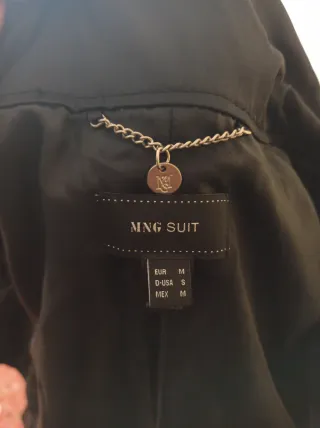 MNG SUIT
EUR M
D-USA S
MEX M